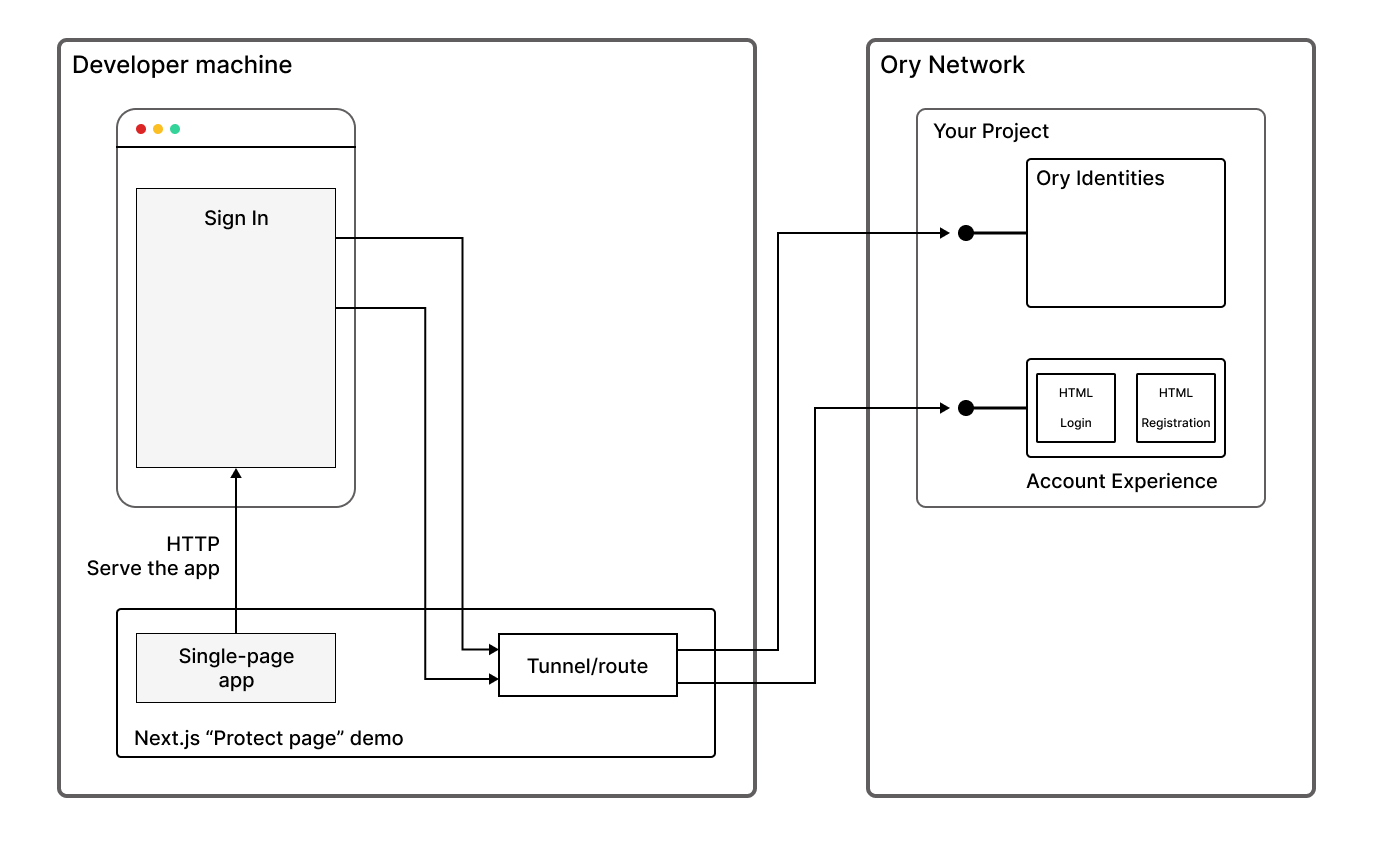 Developer machine
Sign In
HTTP
Serve the app
Single-page
app
Tunnel/route
Next.js “Protect page” demo
Ory Network
Your Project
Ory Identities
HTML
Login
HTML
Registration
Account Experience